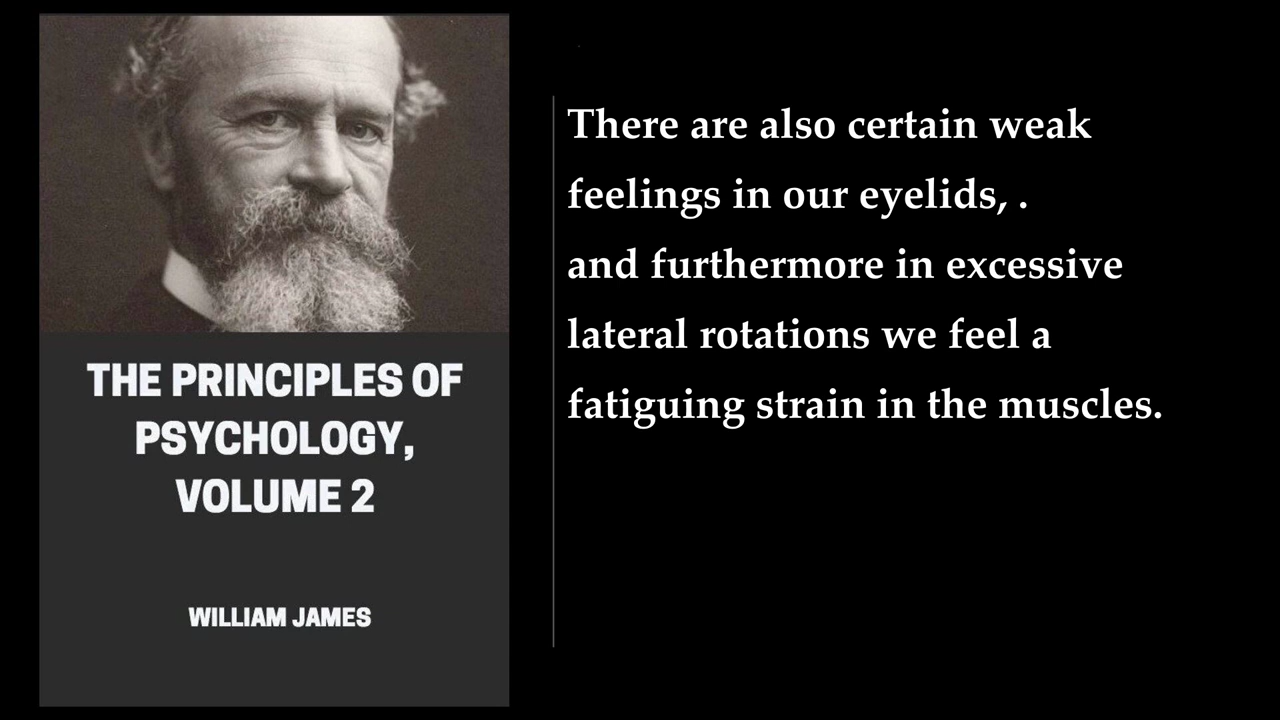 THE PRINCIPLES OF
PSYCHOLOGY,
VOLUME 2
WILLIAM JAMES
There are also certain weak
feelings in our eyelids, .
and furthermore in excessive
lateral rotations we feel a
fatiguing strain in the muscles.